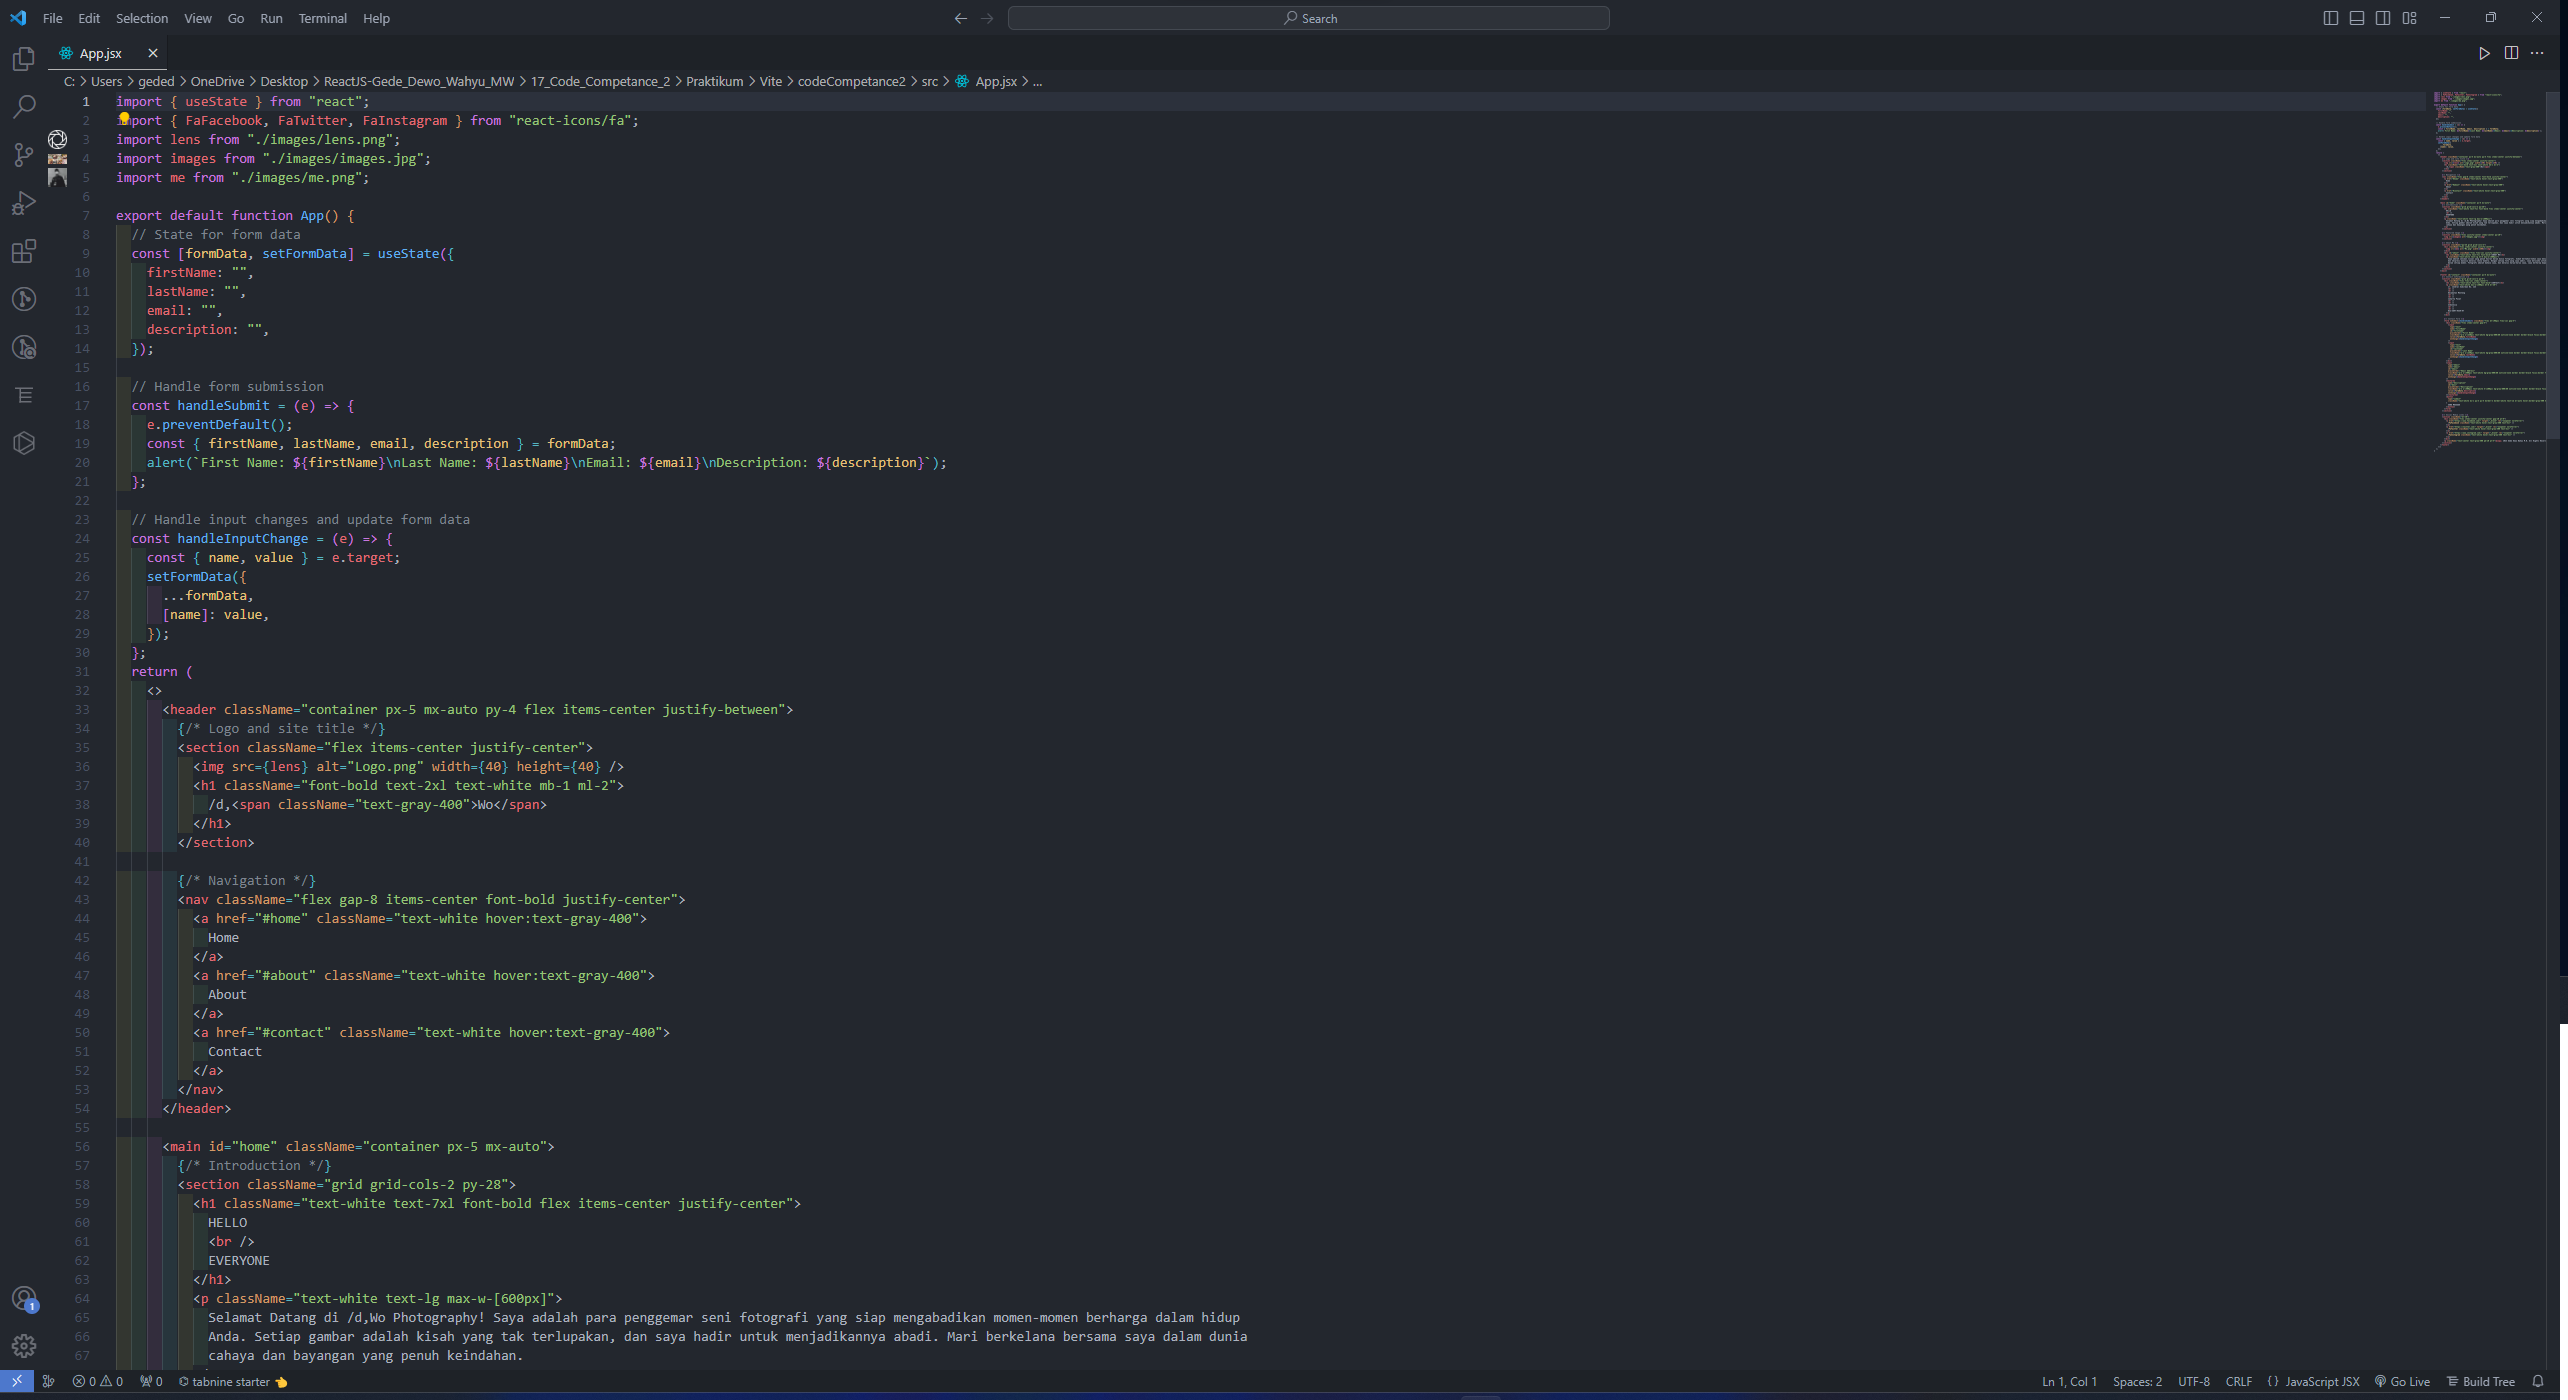 File Edit Selection View Go Run Terminal Help
Search
App.jsx
C: > Users > geded > OneDrive > Desktop > ReactJS-Gede_Dewo_Wahyu_MW > 17_Code_Competance_2 > Praktikum > Vite > codeCompetance2 > src > App.jsx > ...
1 import { useState } from "react";
2 import { FaFacebook, FaTwitter, FaInstagram } from "react-icons/fa";
3 import lens from "./images/lens.png";
4 import images from "./images/images.jpg";
5 import me from "./images/me.png";
6
7 export default function App() {
8 // State for form data
9 const [formData, setFormData] = useState({
10 firstName: "",
11 lastName: "",
12 email: "",
13 description: "",
14 });
15
16 // Handle form submission
17 const handleSubmit = (e) => {
18 e.preventDefault();
19 const { firstName, lastName, email, description } = formData;
20 alert(`First Name: ${firstName}\nLast Name: ${lastName}\nEmail: ${email}\nDescription: ${description}`);
21 };
22
23 // Handle input changes and update form data
24 const handleInputChange = (e) => {
25 const { name, value } = e.target;
26 setFormData({
27 ...formData,
28 [name]: value,
29 });
30 };
31 return (
32 <>
33 <header className="container px-5 mx-auto py-4 flex items-center justify-between">
34 {/* Logo and site title */}
35 <section className="flex items-center justify-center">
36 <img src={lens} alt="Logo.png" width={40} height={40} />
37 <h1 className="font-bold text-2xl text-white mb-1 ml-2">
38 /d,<span className="text-gray-400">Wo</span>
39 </h1>
40 </section>
41
42 {/* Navigation */}
43 <nav className="flex gap-8 items-center font-bold justify-center">
44 <a href="#home" className="text-white hover:text-gray-400">
45 Home
46 </a>
47 <a href="#about" className="text-white hover:text-gray-400">
48 About
49 </a>
50 <a href="#contact" className="text-white hover:text-gray-400">
51 Contact
52 </a>
53 </nav>
54 </header>
55
56 <main id="home" className="container px-5 mx-auto">
57 {/* Introduction */}
58 <section className="grid grid-cols-2 py-28">
59 <h1 className="text-white text-7xl font-bold flex items-center justify-center">
60 HELLO
61 <br />
62 EVERYONE
63 </h1>
64 <p className="text-white text-lg max-w-[600px]">
65 Selamat Datang di /d,Wo Photography! Saya adalah para penggemar seni fotografi yang siap mengabadikan momen-momen berharga dalam hidup
66 Anda. Setiap gambar adalah kisah yang tak terlupakan, dan saya hadir untuk menjadikannya abadi. Mari berkelana bersama saya dalam dunia
67 cahaya dan bayangan yang penuh keindahan.
1
0 0 0 tabnine starter Ln 1, Col 1 Spaces: 2 UTF-8 CRLF {} JavaScript JSX Go Live Build Tree